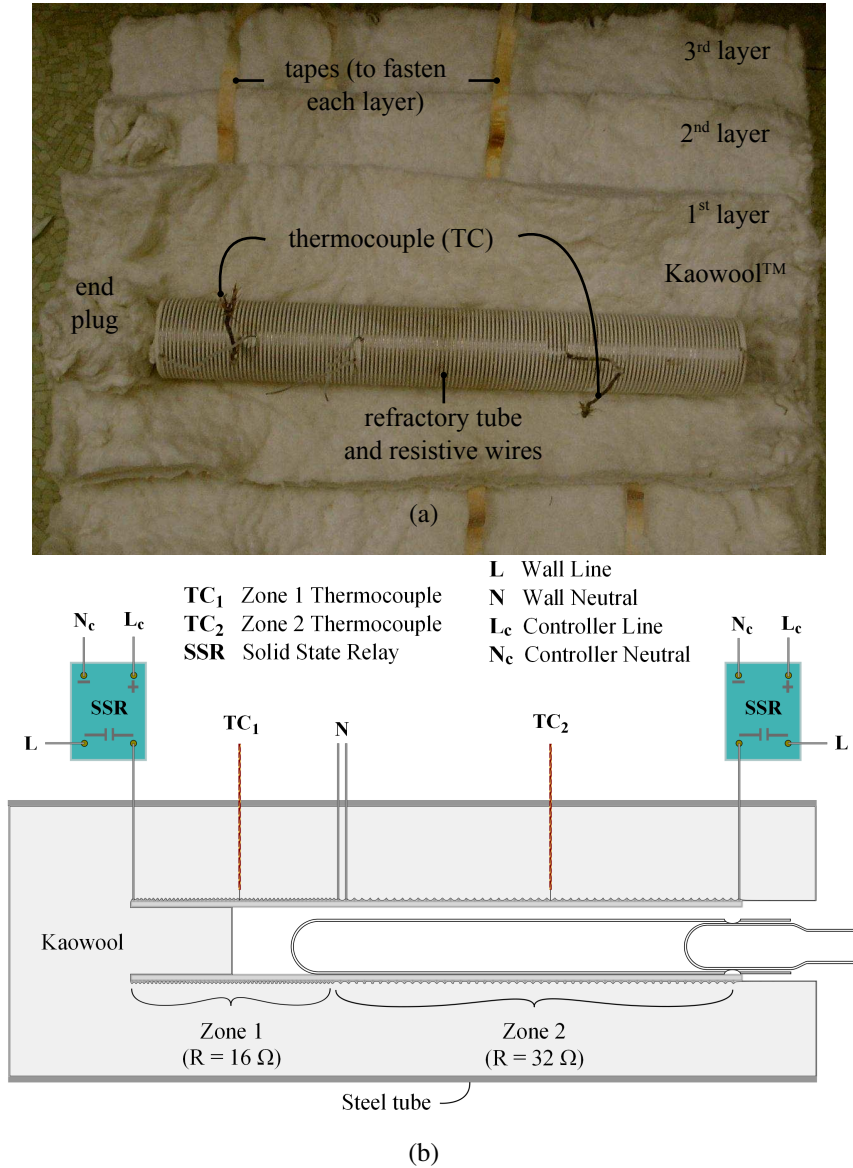 3rd layer
tapes (to fasten
each layer)
2nd layer
1st layer
thermocouple (TC)
Kaowool™
end
plug
refractory tube
and resistive wires
(a)
TC1 Zone 1 Thermocouple
TC2 Zone 2 Thermocouple
SSR Solid State Relay
L Wall Line
N Wall Neutral
Lc Controller Line
Nc Controller Neutral
Nc Lc
Nc Lc
SSR
SSR
TC1
N
TC2
L
L
Kaowool
Zone 1
(R = 16 Ω)
Zone 2
(R = 32 Ω)
Steel tube
(b)